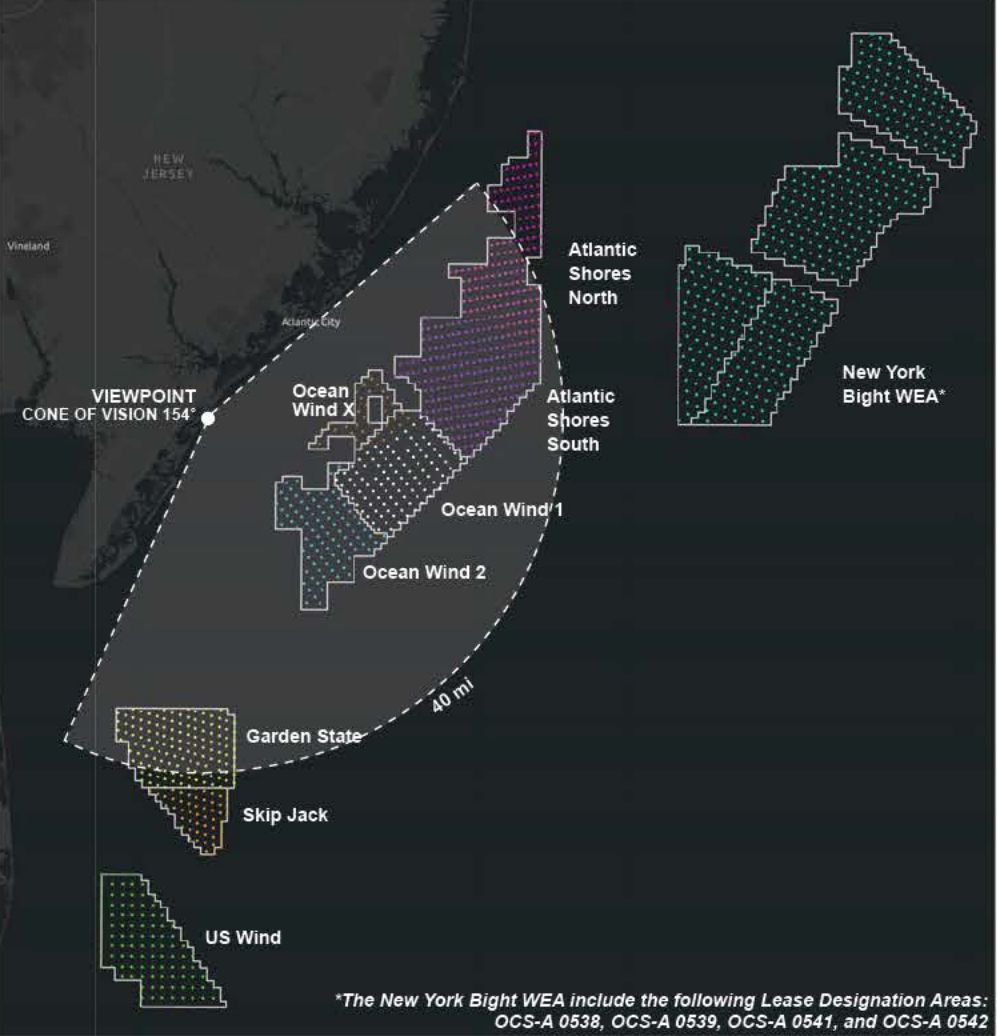 NEW
JERSEY
Vineland
Atlantic City
VIEWPOINT
CONE OF VISION 154°
Atlantic
Shores
North
New York
Bight WEA*
Ocean
Wind X
Atlantic
Shores
South
Ocean Wind 1
Ocean Wind 2
40 mi
Garden State
Skip Jack
US Wind
*The New York Bight WEA include the following Lease Designation Areas:
OCS-A 0538, OCS-A 0539, OCS-A 0541, and OCS-A 0542